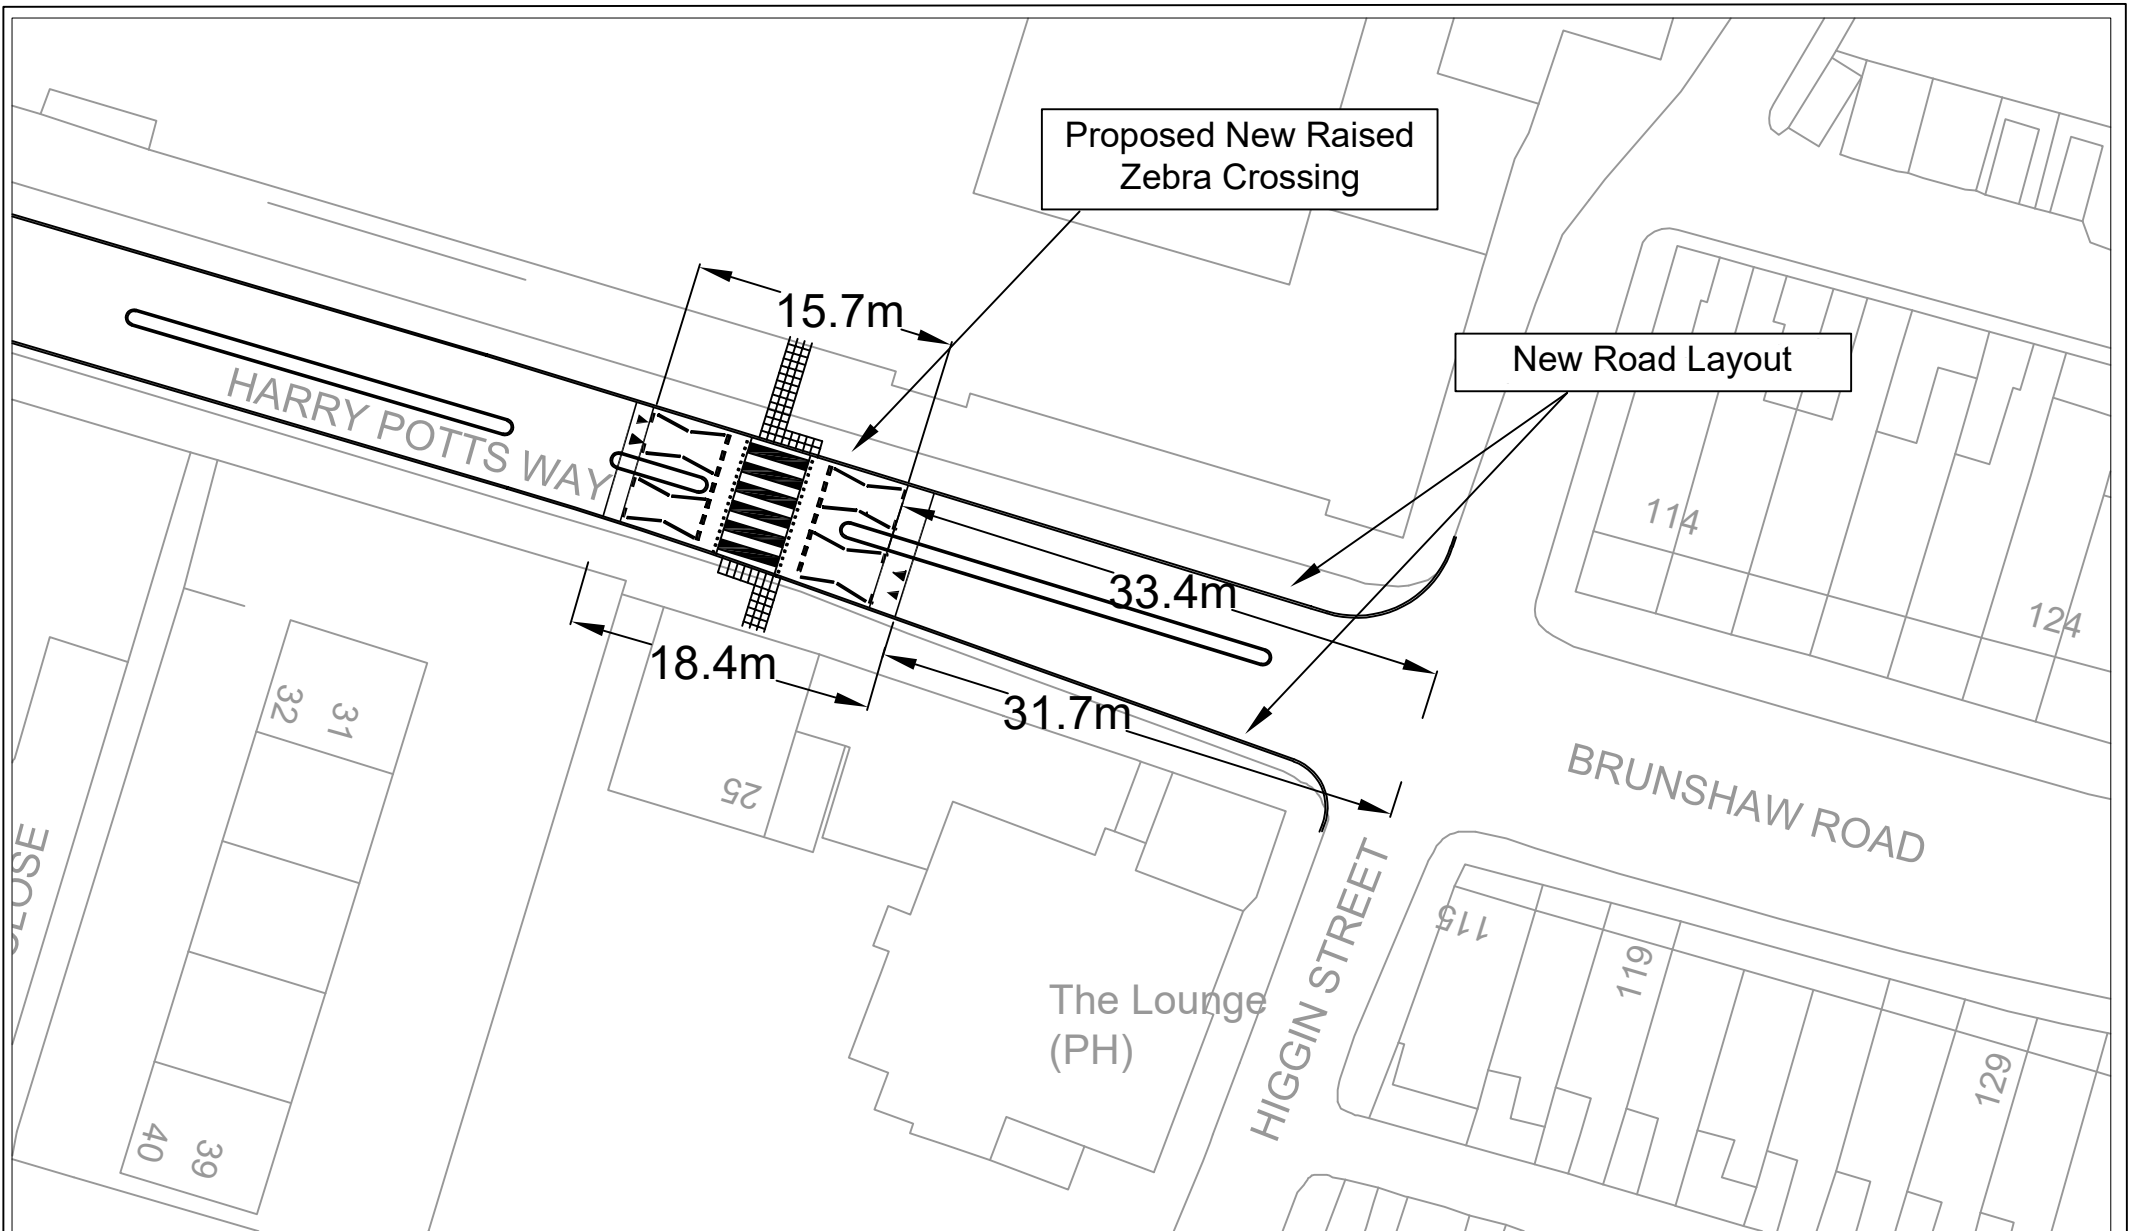 Proposed New Raised
Zebra Crossing
15.7m
New Road Layout
HARRY POTTS WAY
114
33.4m
124
18.4m
31.7m
32
31
25
BRUNSHAW ROAD
CLOSE
HIGGIN STREET
115
119
The Lounge
(PH)
129
40
39